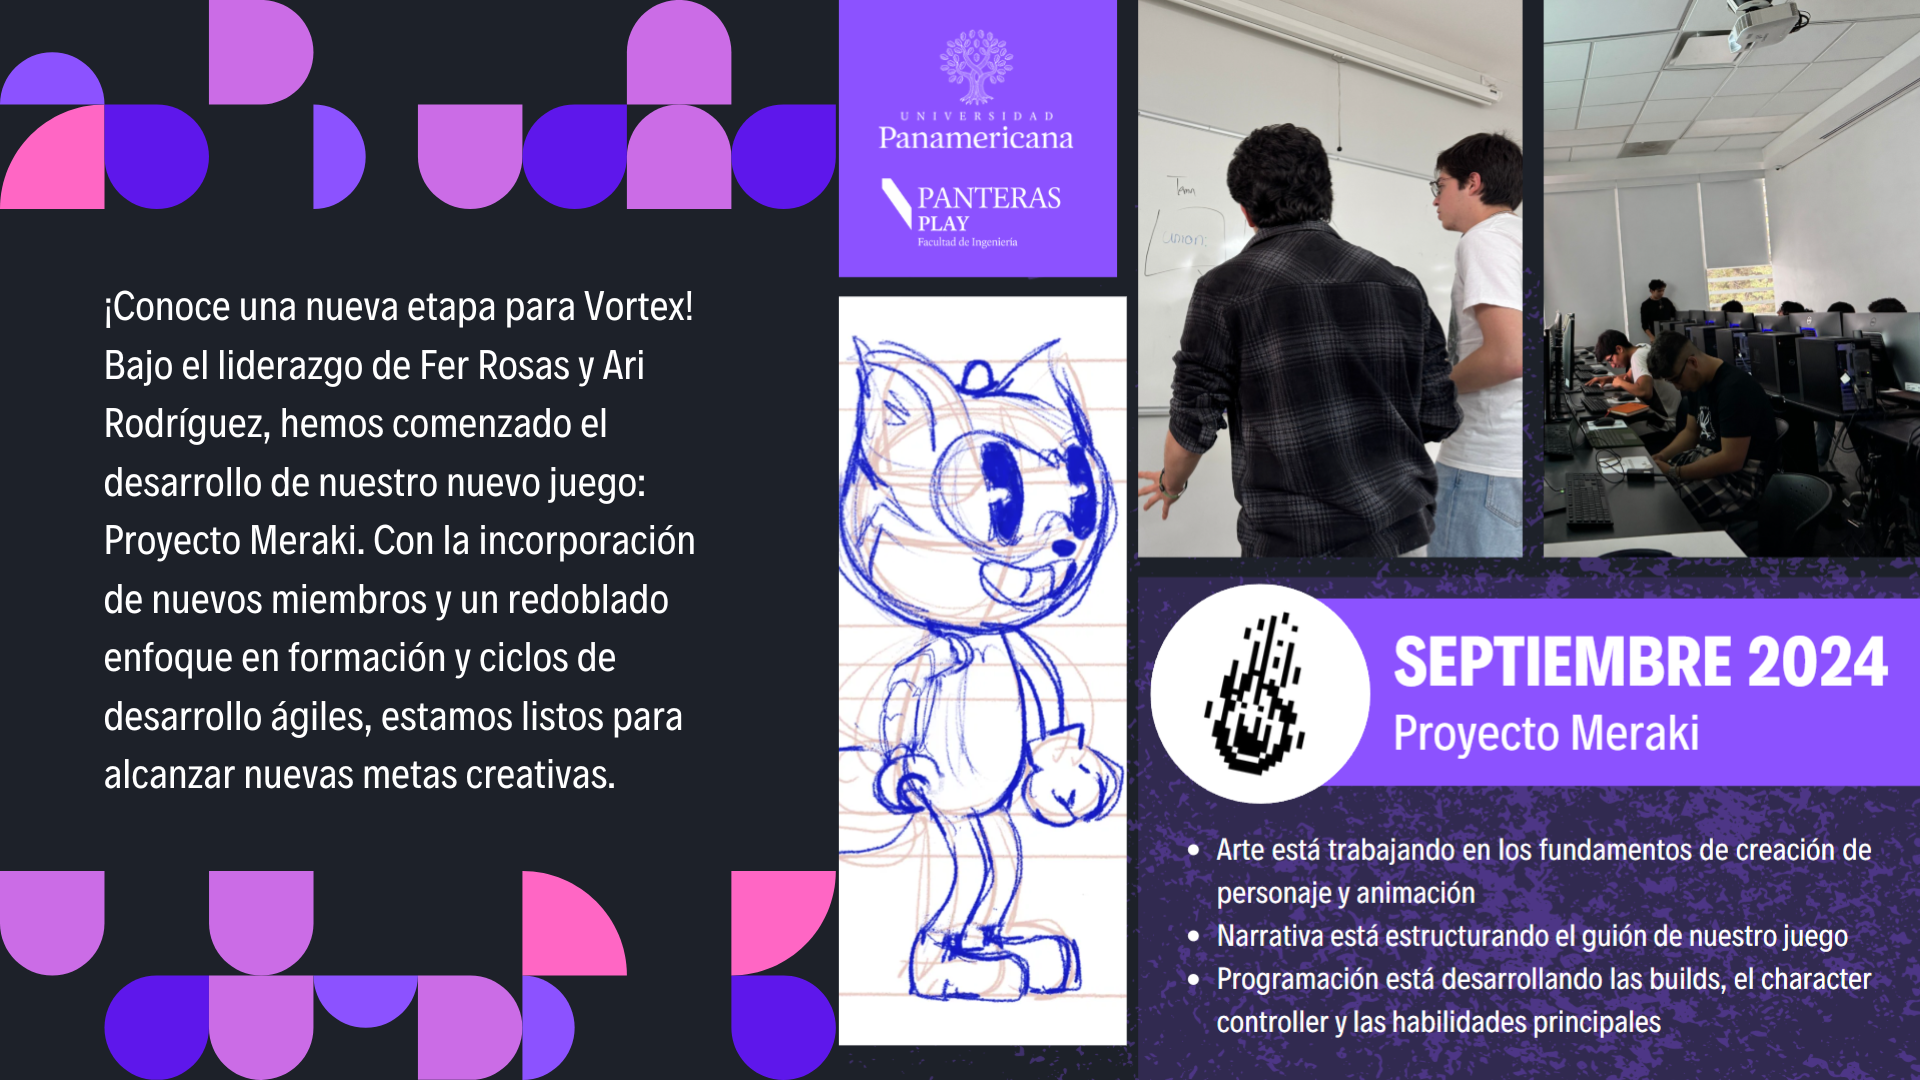 ¡Conoce una nueva etapa para Vortex!
Bajo el liderazgo de Fer Rosas y Ari
Rodríguez, hemos comenzado el
desarrollo de nuestro nuevo juego:
Proyecto Meraki. Con la incorporación
de nuevos miembros y un redoblado
enfoque en formación y ciclos de
desarrollo ágiles, estamos listos para
alcanzar nuevas metas creativas.
UNIVERSIDAD
Panamericana
PANTERAS
PLAY
Facultad de Ingeniería
Tenn
union:
SEPTIEMBRE 2024
Proyecto Meraki
• Arte está trabajando en los fundamentos de creación de
personaje y animación
• Narrativa está estructurando el guión de nuestro juego
• Programación está desarrollando las builds, el character
controller y las habilidades principales